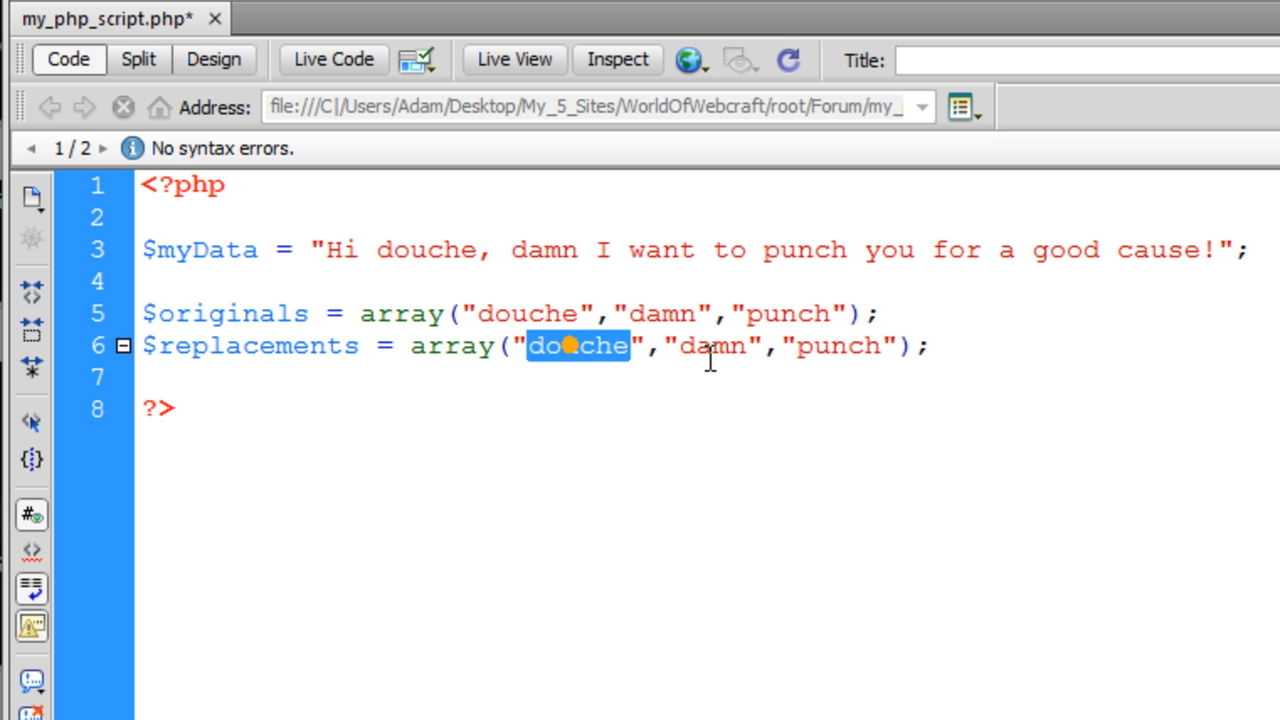 my_php_script.php*
Code Split Design Live Code Live View Inspect Title:
Address: file:///C|/Users/Adam/Desktop/My_5_Sites/WorldOfWebcraft/root/Forum/my_
1 / 2 No syntax errors.
1 <?php
2
3 $myData = "Hi douche, damn I want to punch you for a good cause!";
4
5 $originals = array("douche","damn","punch");
6 $replacements = array("douche","damn","punch");
7
8 ?>